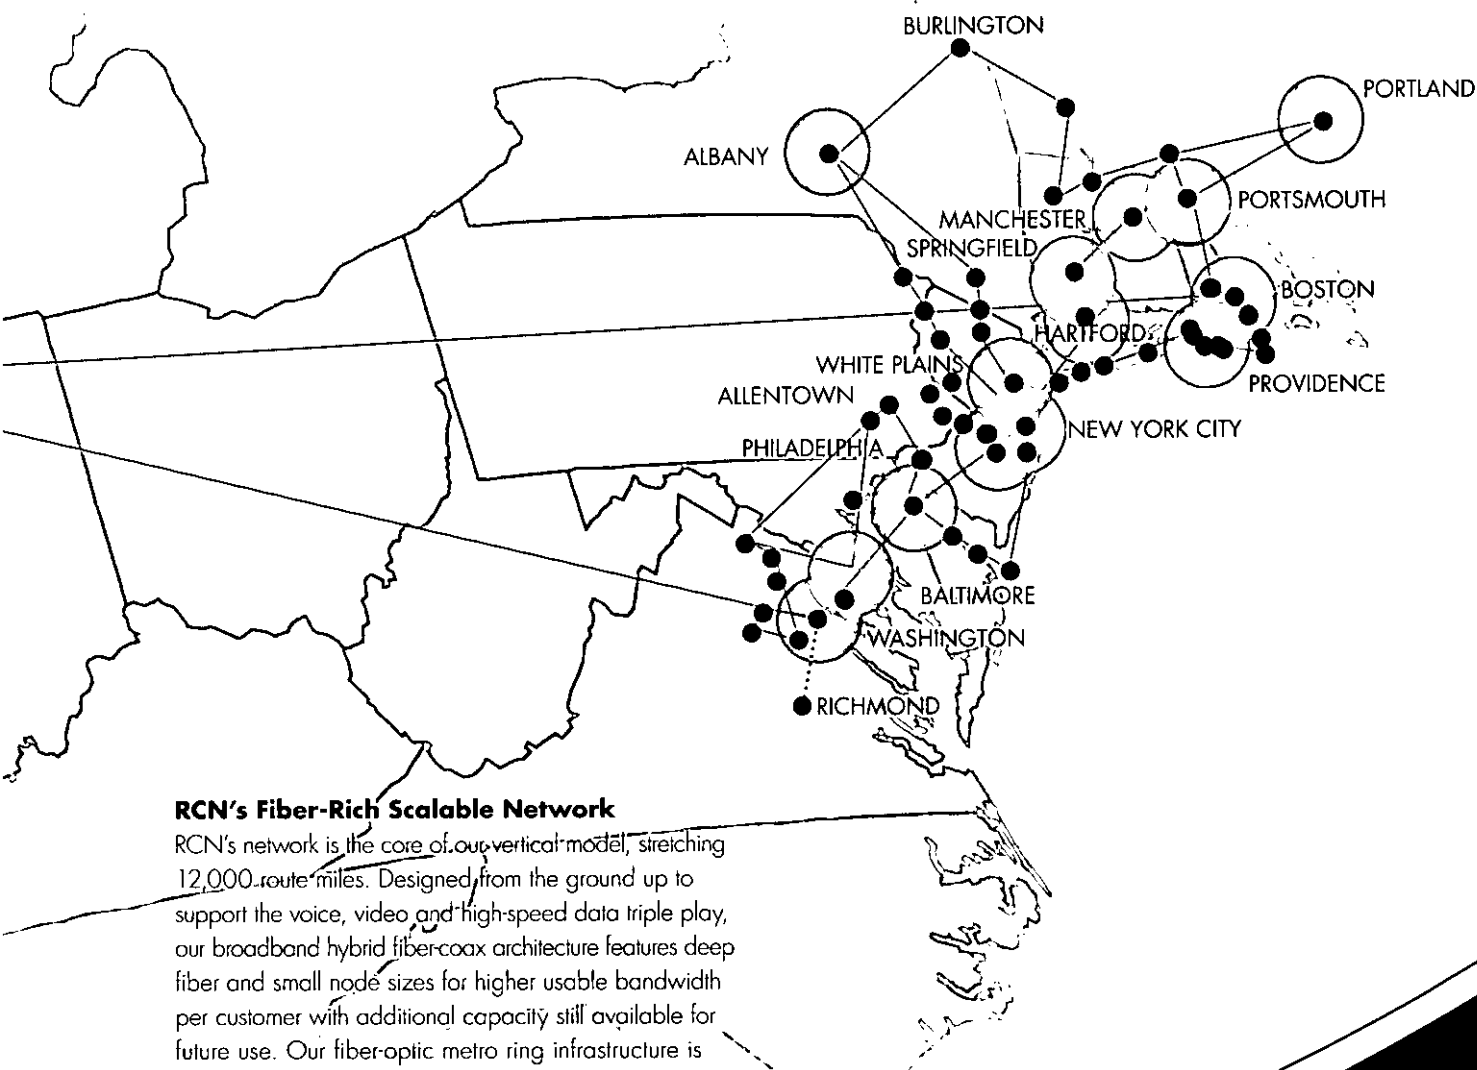 BURLINGTON
PORTLAND
ALBANY
PORTSMOUTH
MANCHESTER
SPRINGFIELD
BOSTON
HARTFORD
WHITE PLAINS
PROVIDENCE
ALLENTOWN
NEW YORK CITY
PHILADELPHIA
BALTIMORE
WASHINGTON
RICHMOND
RCN's Fiber-Rich Scalable Network
RCN's network is the core of our vertical model, stretching
12,000 route miles. Designed from the ground up to
support the voice, video and high-speed data triple play,
our broadband hybrid fiber-coax architecture features deep
fiber and small node sizes for higher usable bandwidth
per customer with additional capacity still available for
future use. Our fiber-optic metro ring infrastructure is